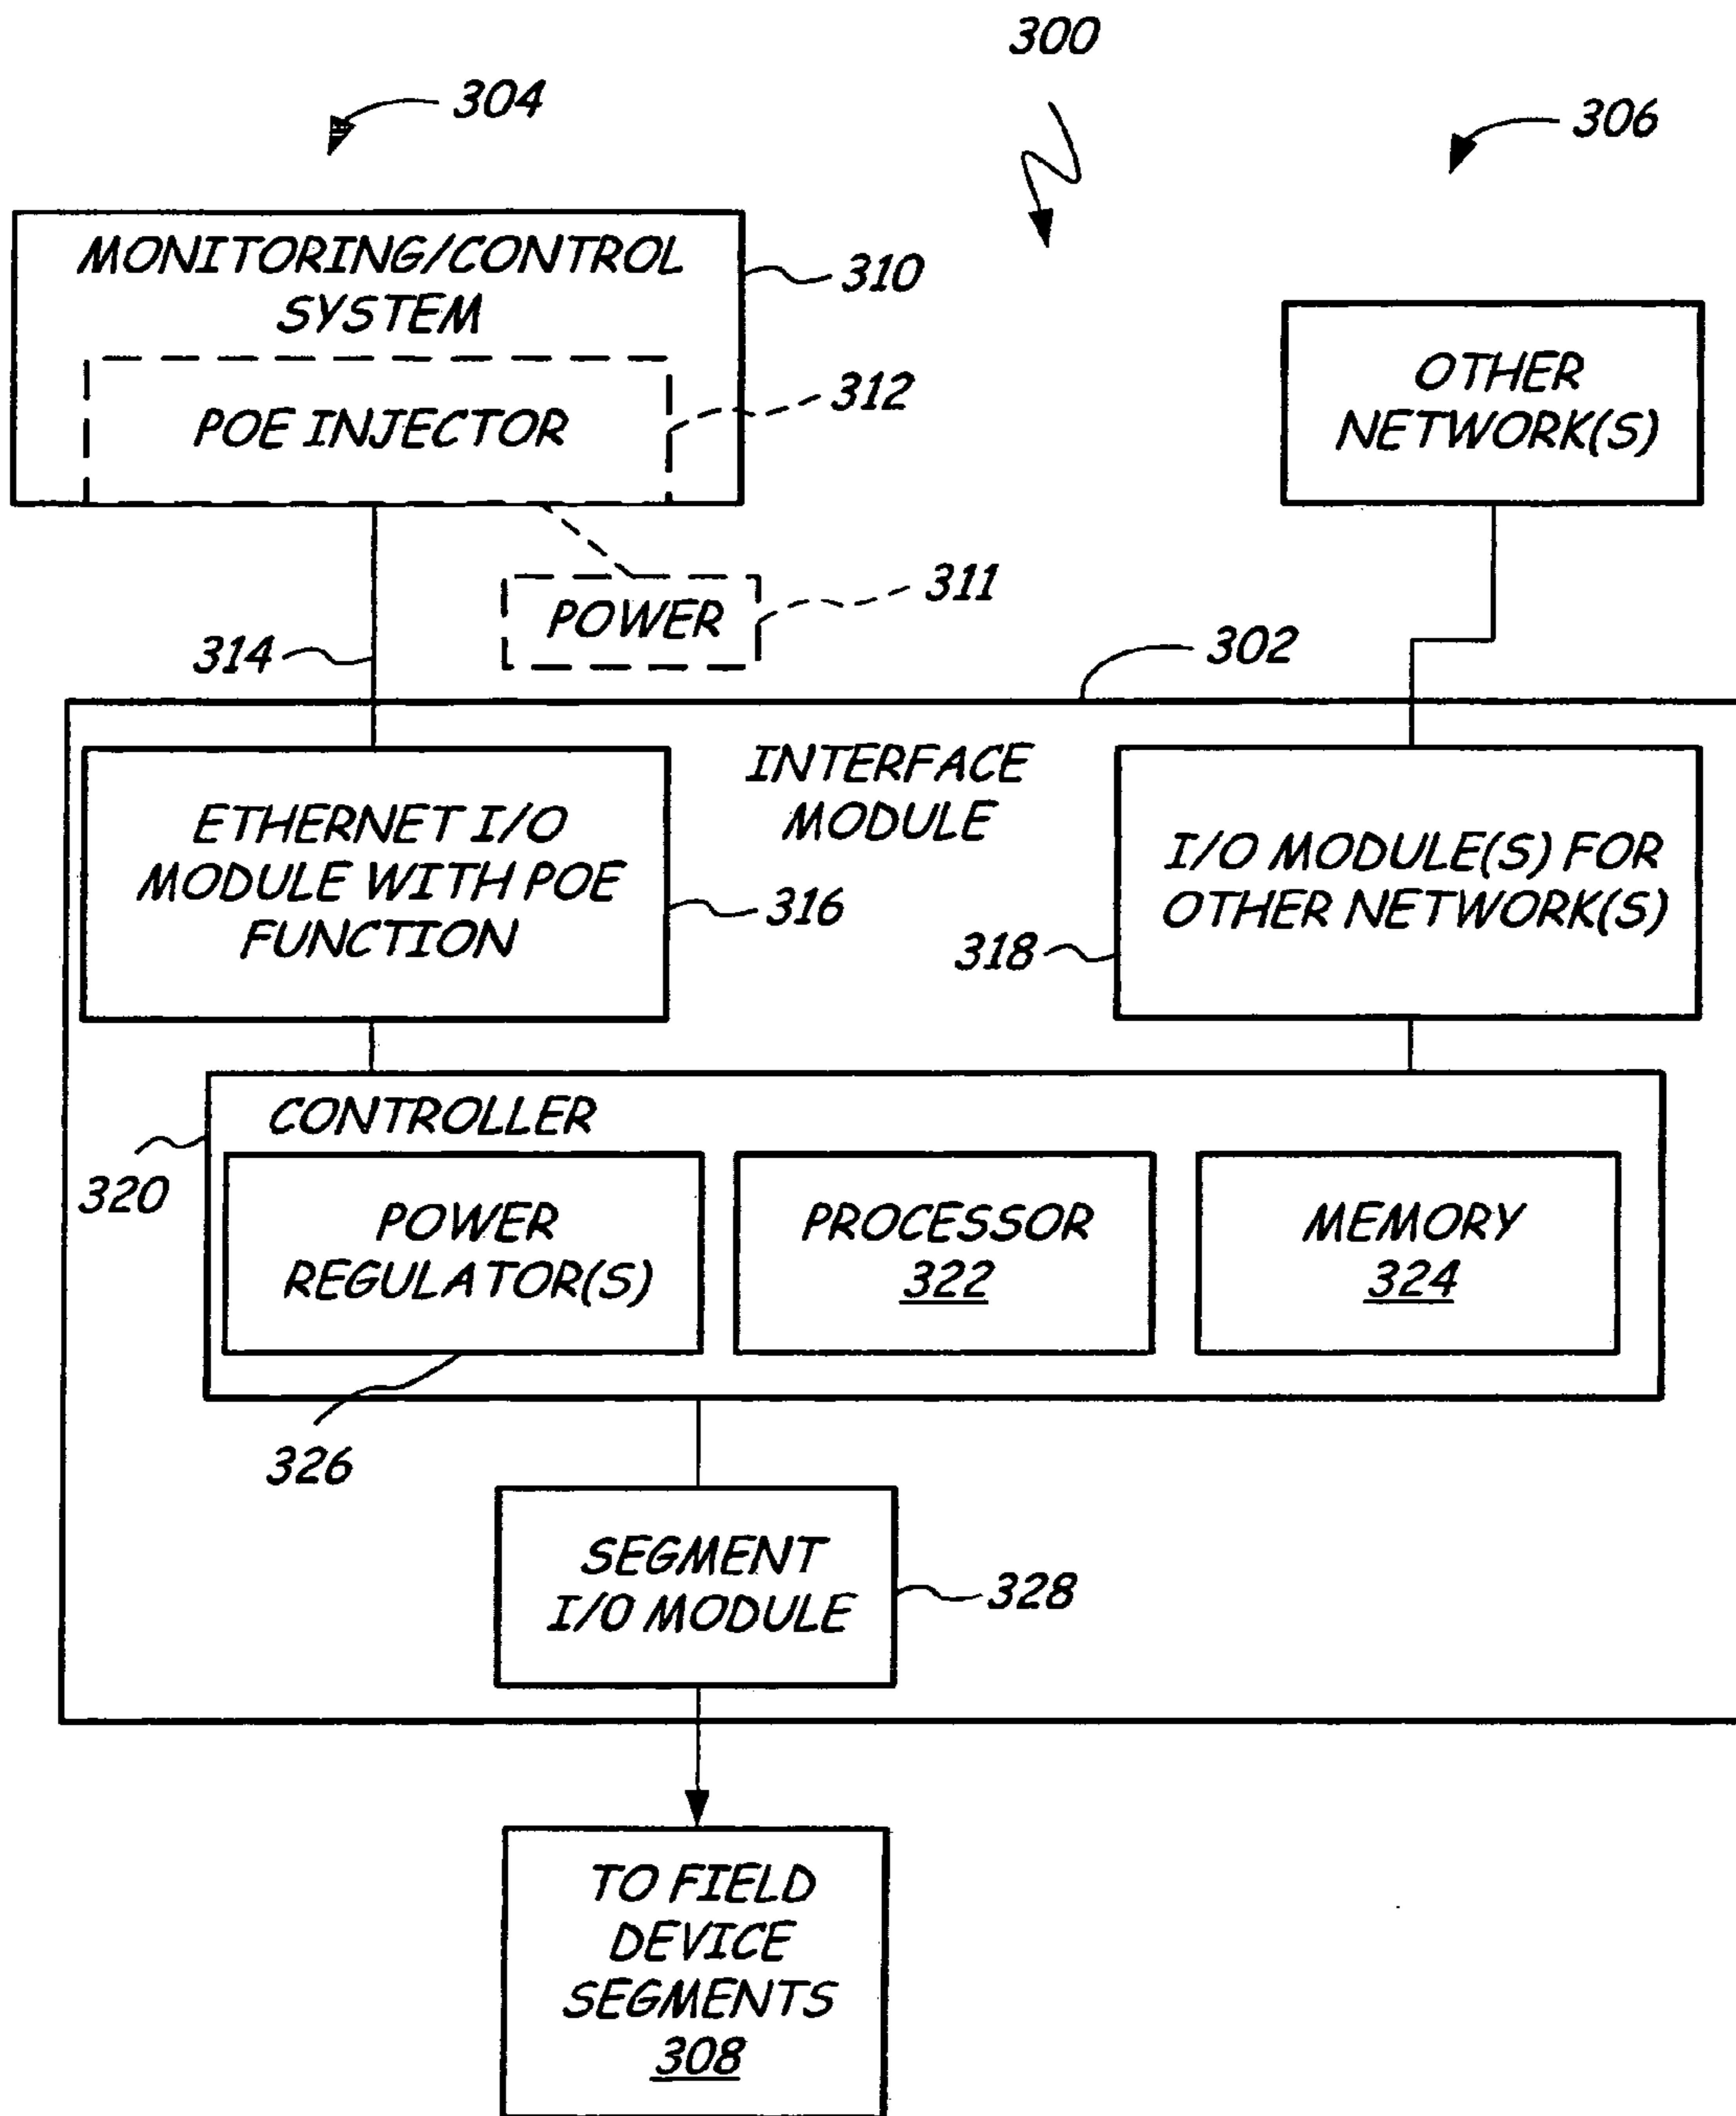 300
304
306
MONITORING/CONTROL
SYSTEM
310
POE INJECTOR
312
OTHER
NETWORK(S)
POWER
311
314
302
INTERFACE
MODULE
ETHERNET I/O
MODULE WITH POE
FUNCTION
316
I/O MODULE(S) FOR
OTHER NETWORK(S)
318
CONTROLLER
320
POWER
REGULATOR(S)
PROCESSOR
322
MEMORY
324
326
SEGMENT
I/O MODULE
328
TO FIELD
DEVICE
SEGMENTS
308